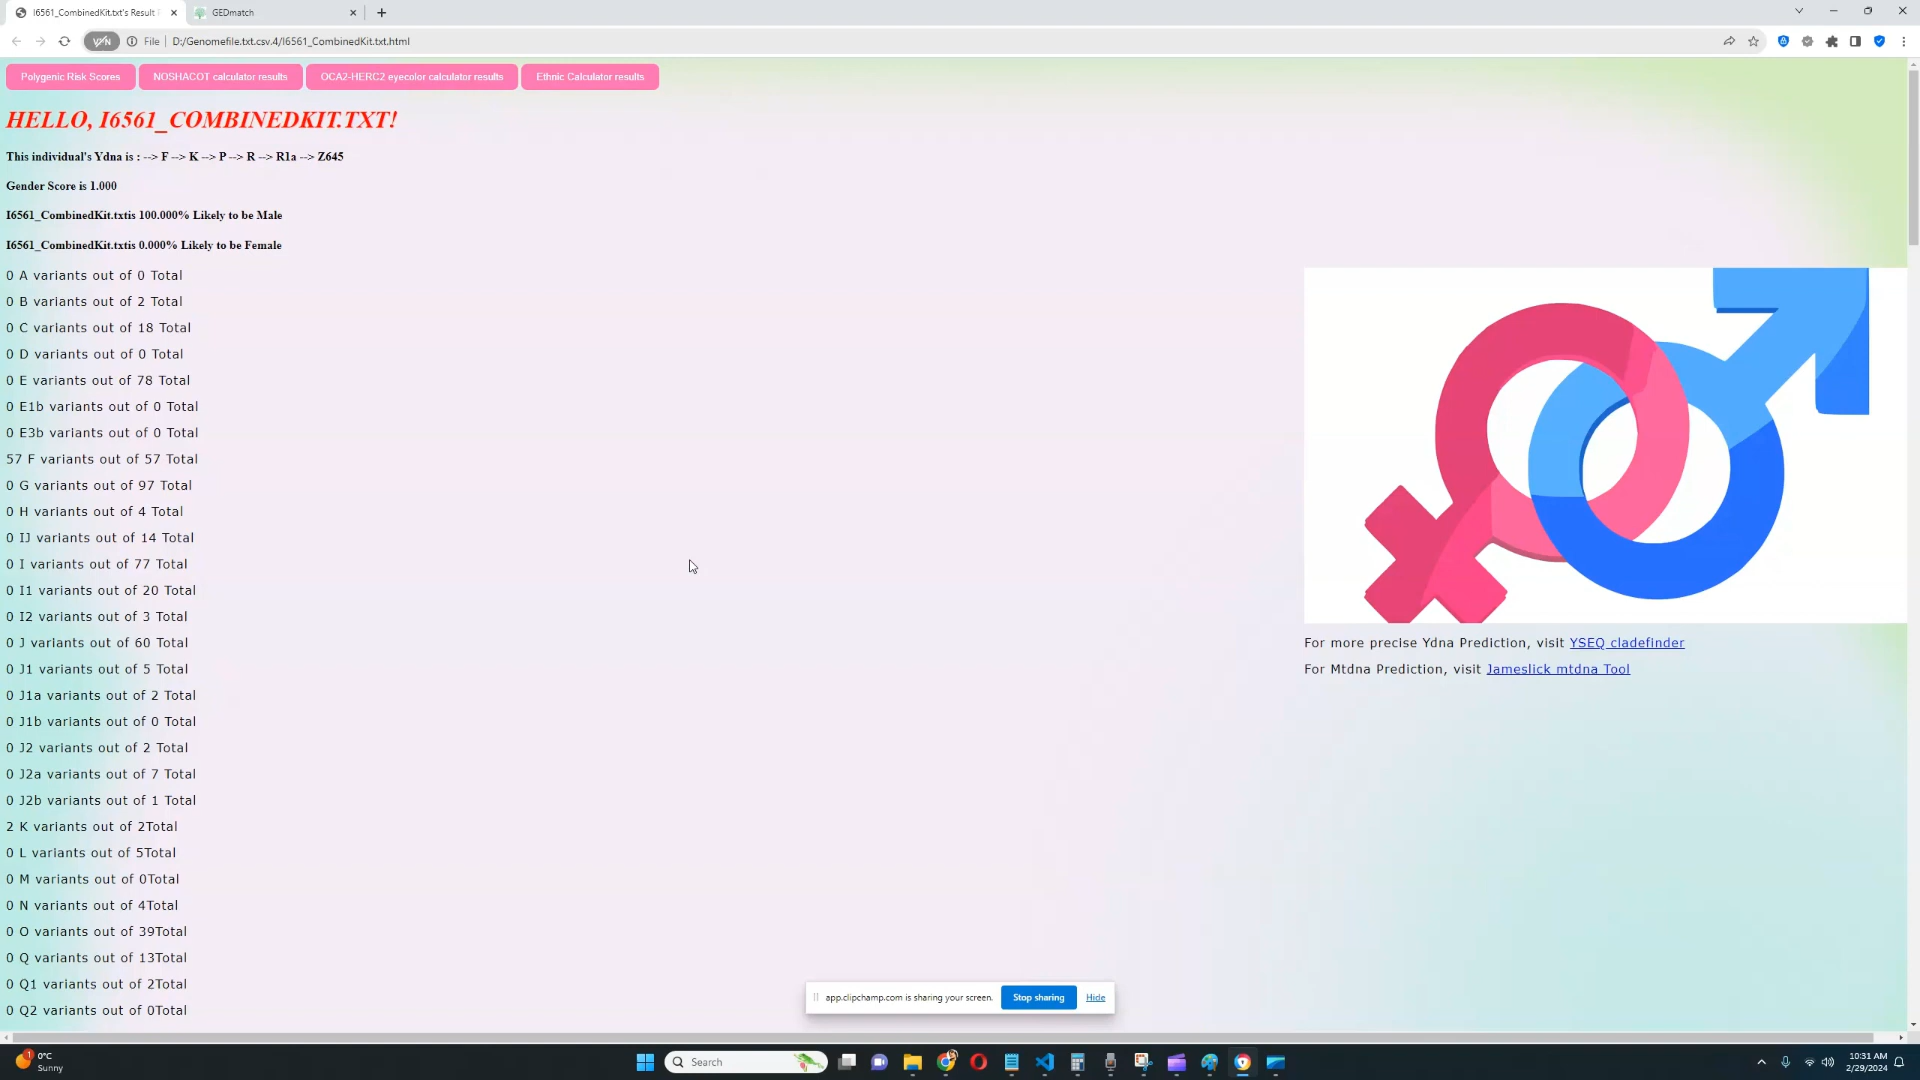 I6561_CombinedKit.txt's Result
GEDmatch
File
D:/Genomefile.txt.csv.4/I6561_CombinedKit.txt.html
Polygenic Risk Scores
NOSHACOT calculator results
OCA2-HERC2 eyecolor calculator results
Ethnic Calculator results
HELLO, I6561_COMBINEDKIT.TXT!
This individual's Ydna is : --> F --> K --> P --> R --> R1a --> Z645
Gender Score is 1.000
I6561_CombinedKit.txtis 100.000% Likely to be Male
I6561_CombinedKit.txtis 0.000% Likely to be Female
0 A variants out of 0 Total
0 B variants out of 2 Total
0 C variants out of 18 Total
0 D variants out of 0 Total
0 E variants out of 78 Total
0 E1b variants out of 0 Total
0 E3b variants out of 0 Total
57 F variants out of 57 Total
0 G variants out of 97 Total
0 H variants out of 4 Total
0 IJ variants out of 14 Total
0 I variants out of 77 Total
0 I1 variants out of 20 Total
0 I2 variants out of 3 Total
0 J variants out of 60 Total
0 J1 variants out of 5 Total
0 J1a variants out of 2 Total
0 J1b variants out of 0 Total
0 J2 variants out of 2 Total
0 J2a variants out of 7 Total
0 J2b variants out of 1 Total
2 K variants out of 2Total
0 L variants out of 5Total
0 M variants out of 0Total
0 N variants out of 4Total
0 O variants out of 39Total
0 Q variants out of 13Total
0 Q1 variants out of 2Total
0 Q2 variants out of 0Total
For more precise Ydna Prediction, visit YSEQ cladefinder
For Mtdna Prediction, visit Jameslick mtdna Tool
app.clipchamp.com is sharing your screen.
Stop sharing
Hide
1
0°C
Sunny
Search
10:31 AM
2/29/2024